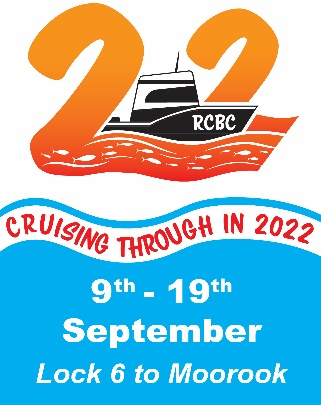 22
RCBC
CRUISING THROUGH IN 2022
9th - 19th
September
Lock 6 to Moorook